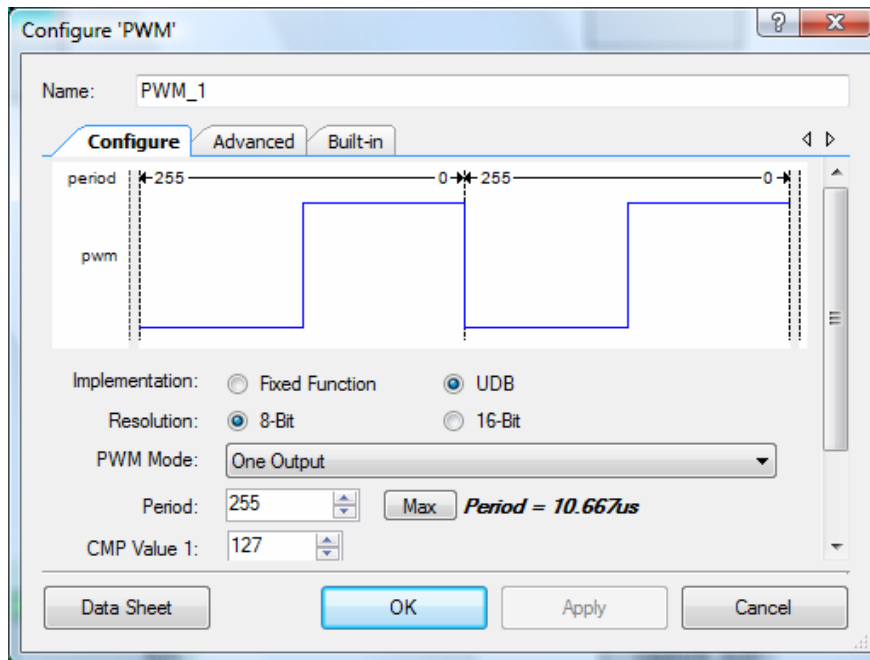 Configure 'PWM'
Name: PWM_1
Configure Advanced Built-in
period 255 0 255 0
pwm
Implementation: Fixed Function UDB
Resolution: 8-Bit 16-Bit
PWM Mode: One Output
Period: 255 Max Period = 10.667us
CMP Value 1: 127
Data Sheet OK Apply Cancel